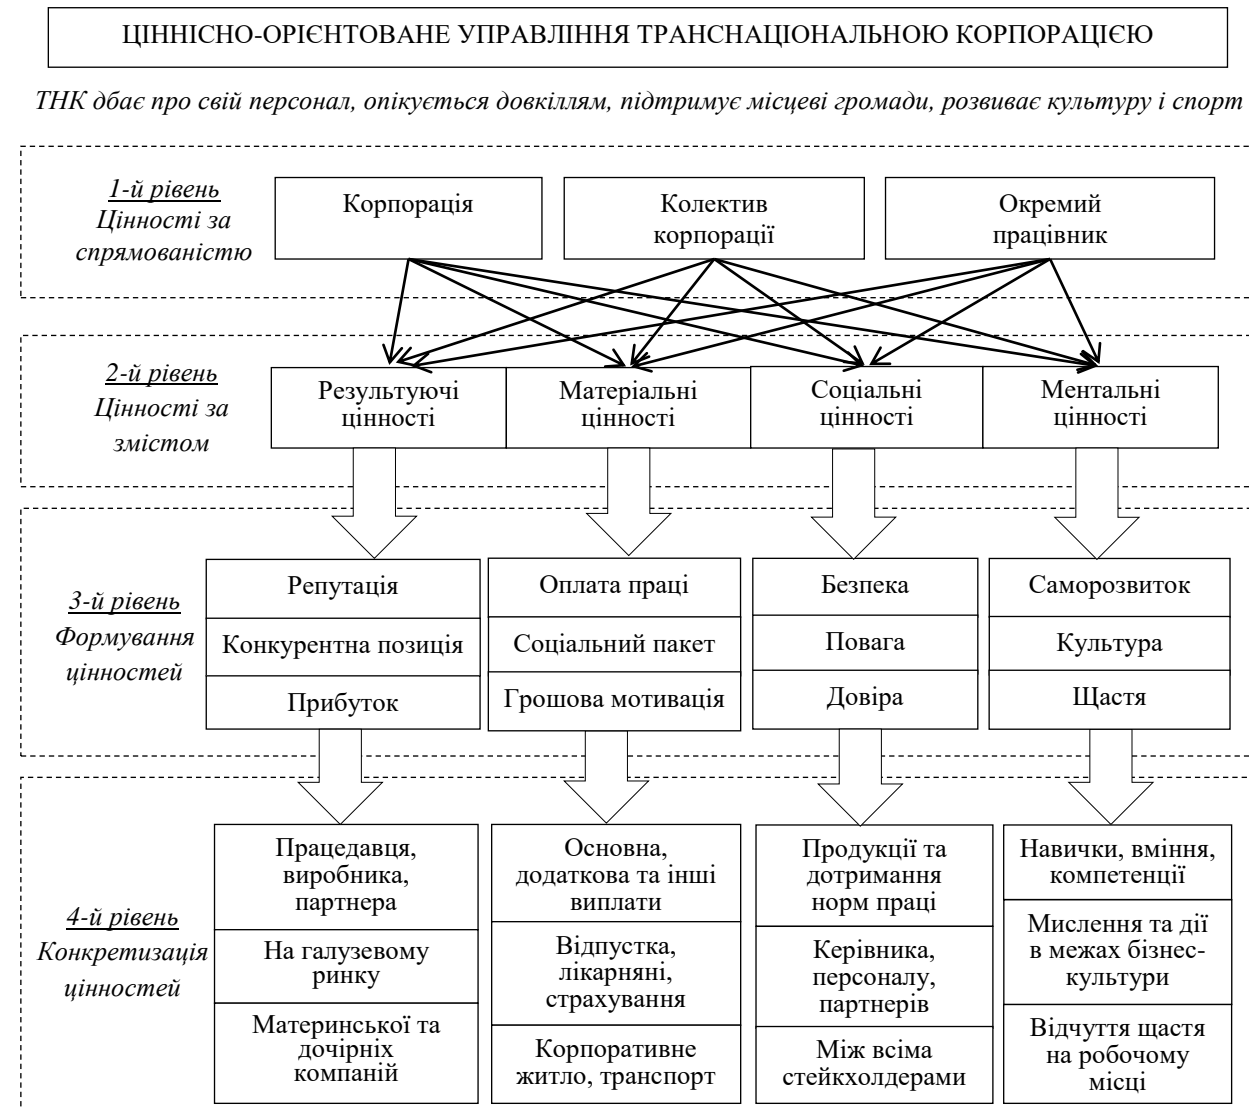 ЦІННІСНО-ОРІЄНТОВАНЕ УПРАВЛІННЯ ТРАНСНАЦІОНАЛЬНОЮ КОРПОРАЦІЄЮ
ТНК дбає про свій персонал, опікується довкіллям, підтримує місцеві громади, розвиває культуру і спорт
1-й рівень
Цінності за
спрямованістю
Корпорація
Колектив
корпорації
Окремий
працівник
2-й рівень
Цінності за
змістом
Результуючі
цінності
Матеріальні
цінності
Соціальні
цінності
Ментальні
цінності
3-й рівень
Формування
цінностей
Репутація
Конкурентна позиція
Прибуток
Оплата праці
Соціальний пакет
Грошова мотивація
Безпека
Повага
Довіра
Саморозвиток
Культура
Щастя
4-й рівень
Конкретизація
цінностей
Працедавця,
виробника,
партнера
На галузевому
ринку
Материнської та
дочірніх
компаній
Основна,
додаткова та інші
виплати
Відпустка,
лікарняні,
страхування
Корпоративне
житло, транспорт
Продукції та
дотримання
норм праці
Керівника,
персоналу,
партнерів
Між всіма
стейкхолдерами
Навички, вміння,
компетенції
Мислення та дії
в межах бізнес-
культури
Відчуття щастя
на робочому
місці